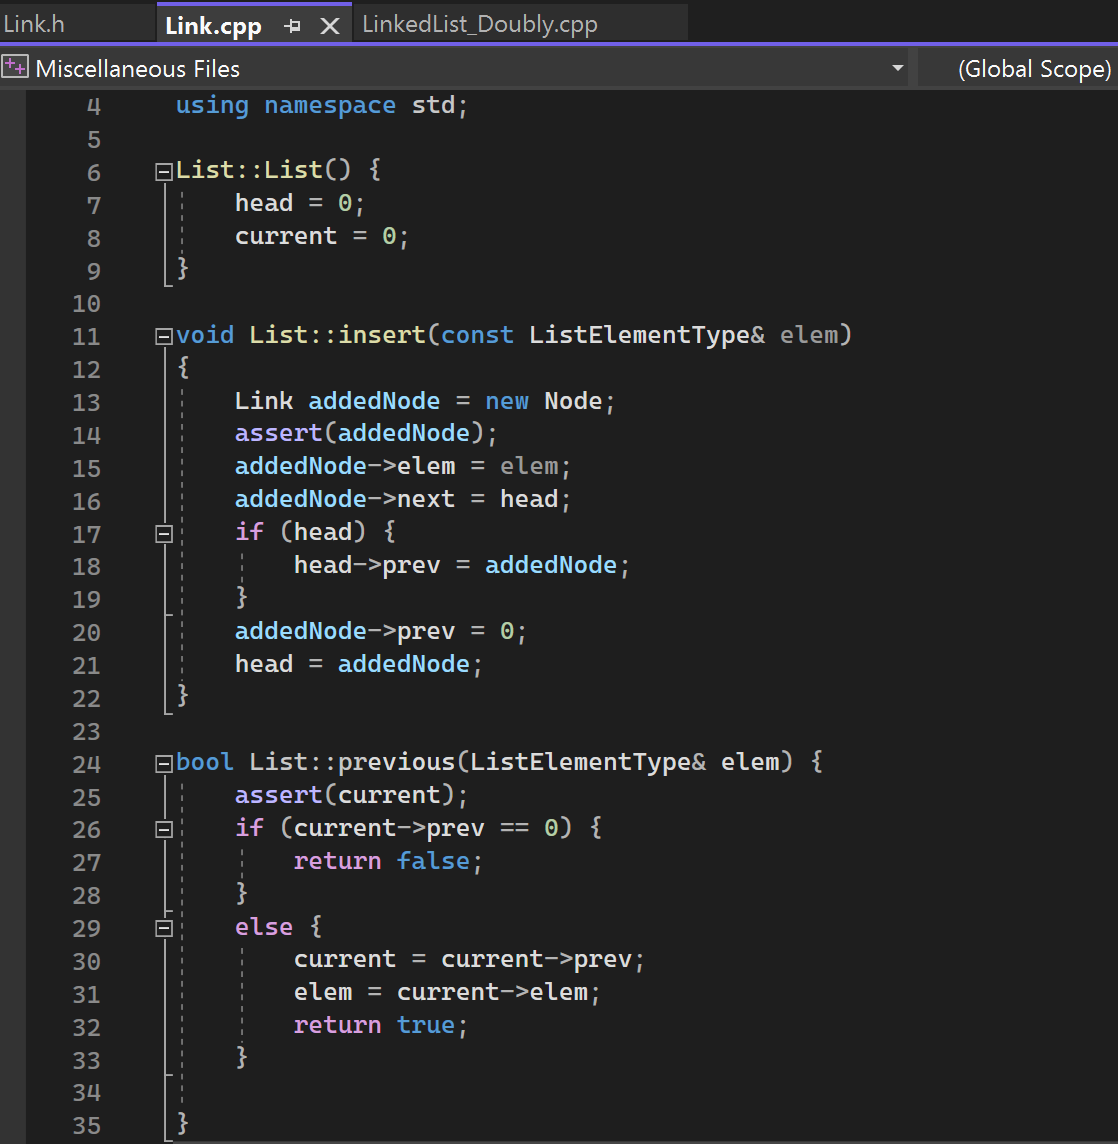 Link.h
Link.cpp
LinkedList_Doubly.cpp
Miscellaneous Files
(Global Scope)
4 using namespace std;
5
6 List::List() {
7 head = 0;
8 current = 0;
9 }
10
11 void List::insert(const ListElementType& elem)
12 {
13 Link addedNode = new Node;
14 assert(addedNode);
15 addedNode->elem = elem;
16 addedNode->next = head;
17 if (head) {
18 head->prev = addedNode;
19 }
20 addedNode->prev = 0;
21 head = addedNode;
22 }
23
24 bool List::previous(ListElementType& elem) {
25 assert(current);
26 if (current->prev == 0) {
27 return false;
28 }
29 else {
30 current = current->prev;
31 elem = current->elem;
32 return true;
33 }
34
35 }